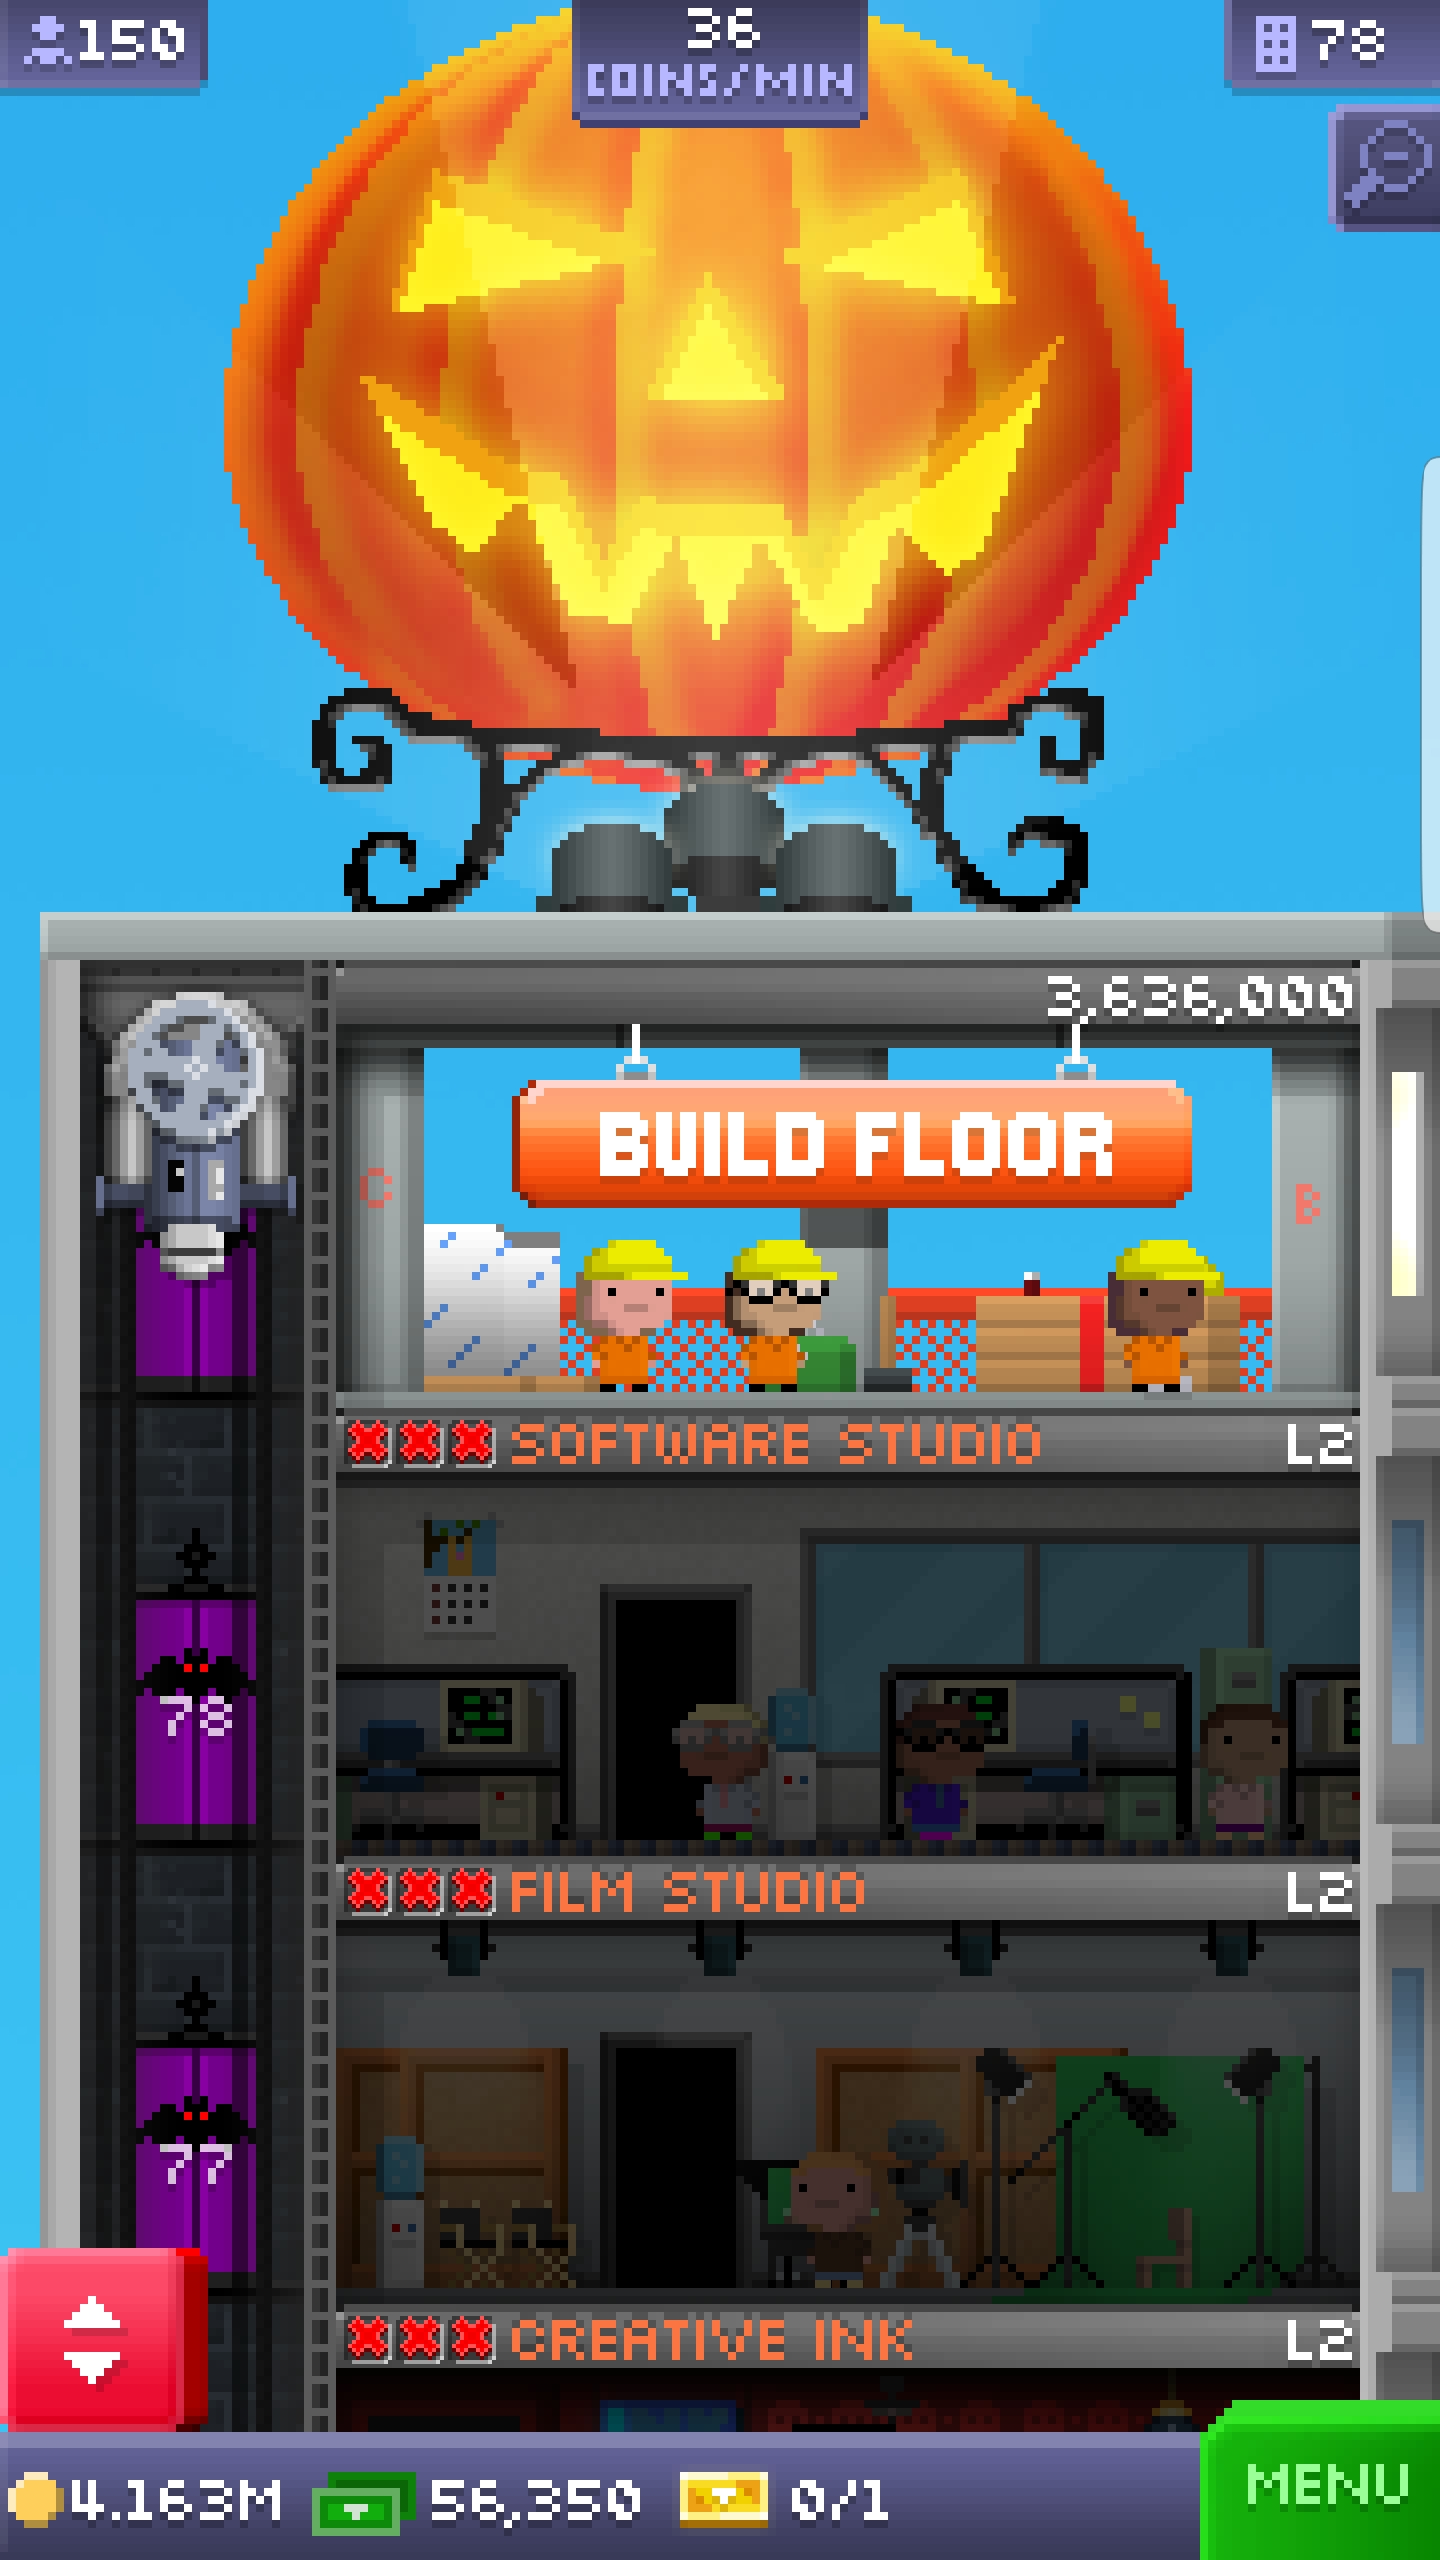 150
36
COINS/MIN
78
3,636,000
BUILD FLOOR
C
B
SOFTWARE STUDIO L2
78
FILM STUDIO L2
77
CREATIVE INK L2
4.163M 56,350 0/1
MENU